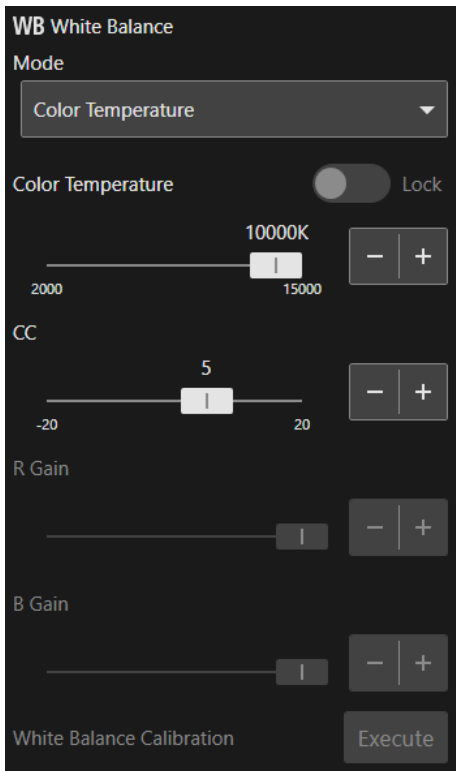 WB White Balance
Mode
Color Temperature
Color Temperature Lock
10000K
− +
2000 15000
CC
5
− +
-20 20
R Gain
− +
B Gain
− +
White Balance Calibration Execute